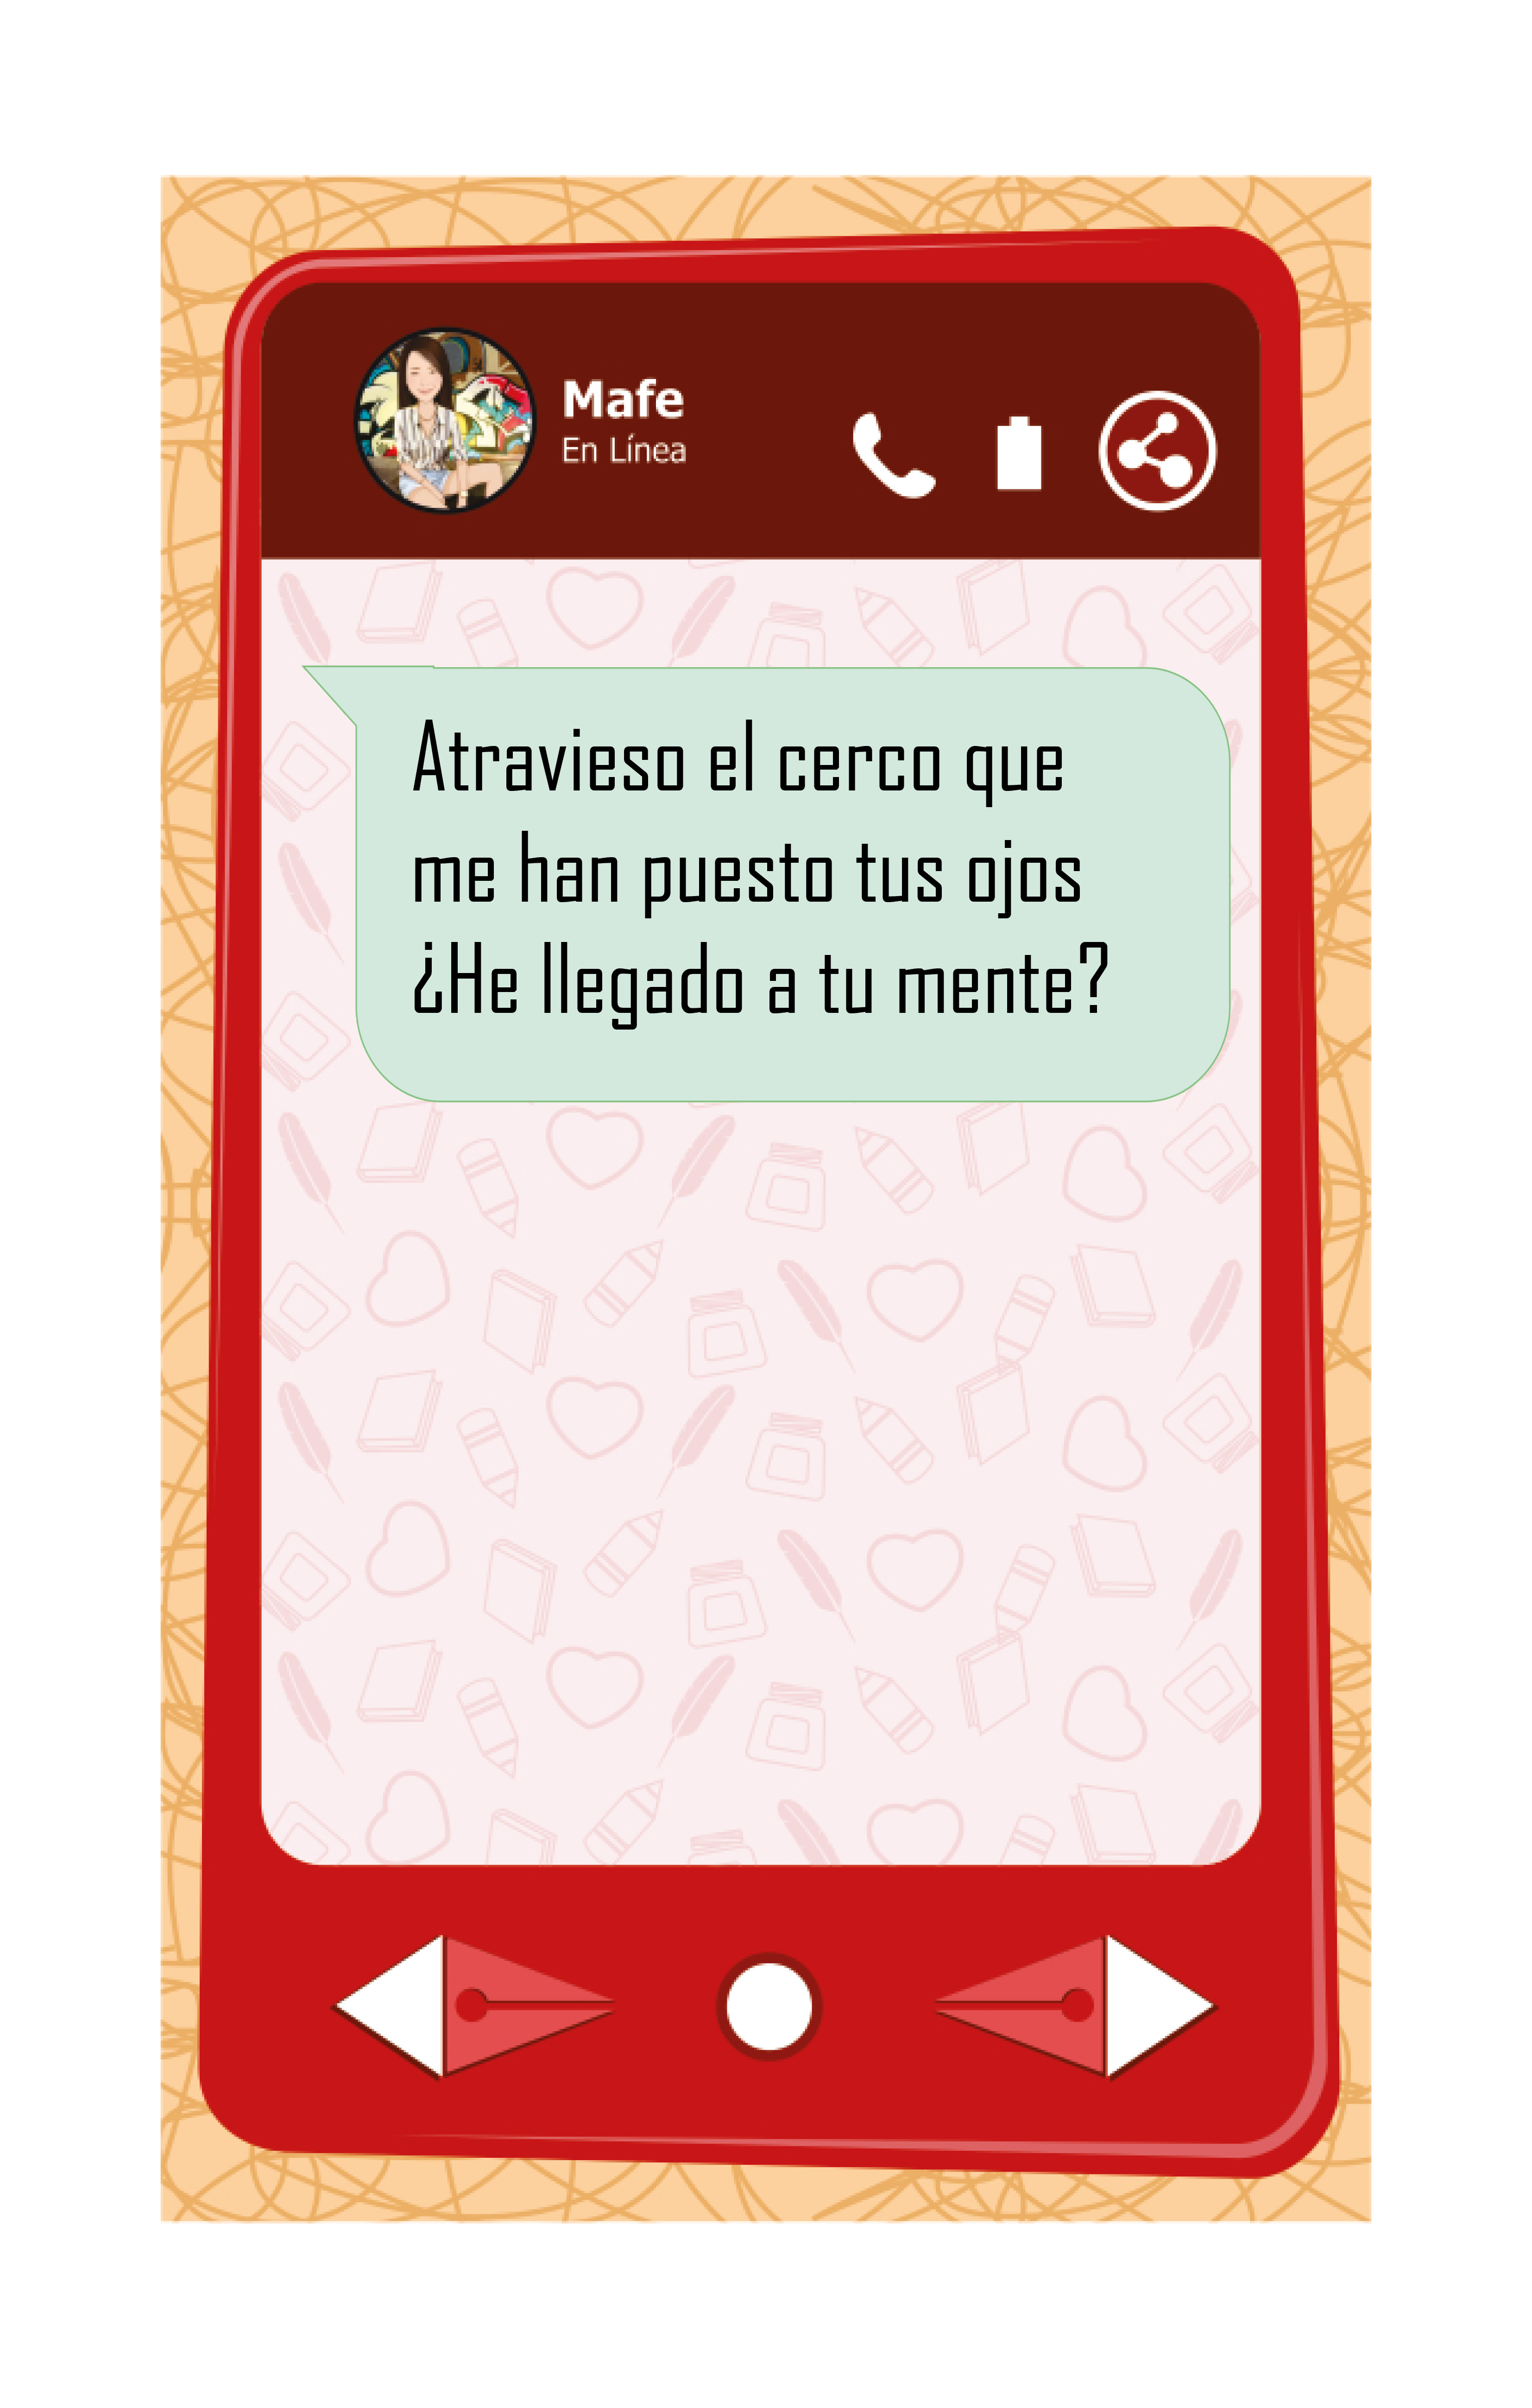 Mafe
En Línea
Atravieso el cerco que
me han puesto tus ojos
¿He llegado a tu mente?